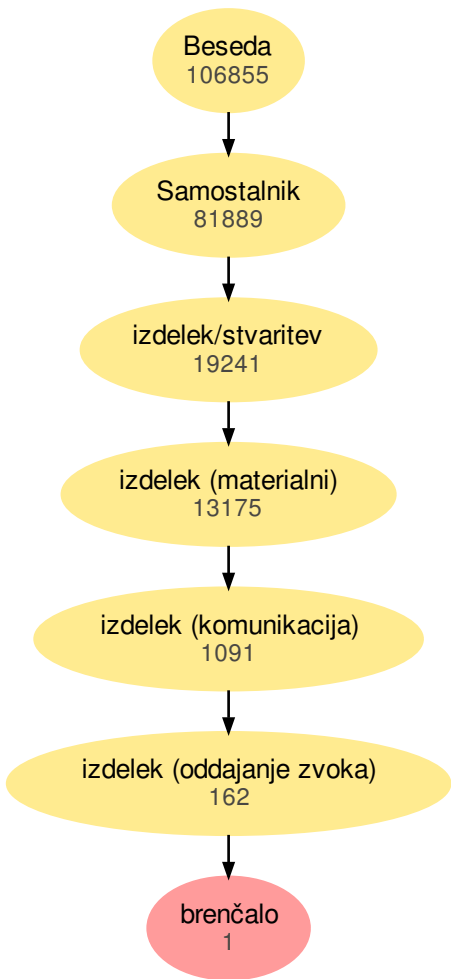 Beseda
106855
Samostalnik
81889
izdelek/stvaritev
19241
izdelek (materialni)
13175
izdelek (komunikacija)
1091
izdelek (oddajanje zvoka)
162
brenčalo
1